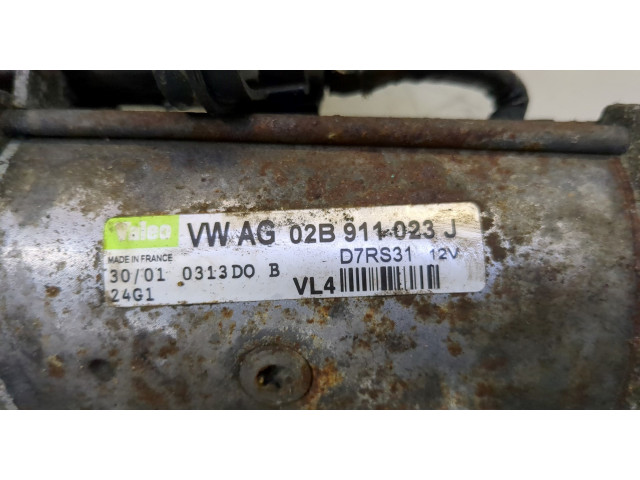 Valeo VW AG 02B 911 023 J
MADE IN FRANCE D7RS31 12V
30/01 0313DO B
24G1 VL4